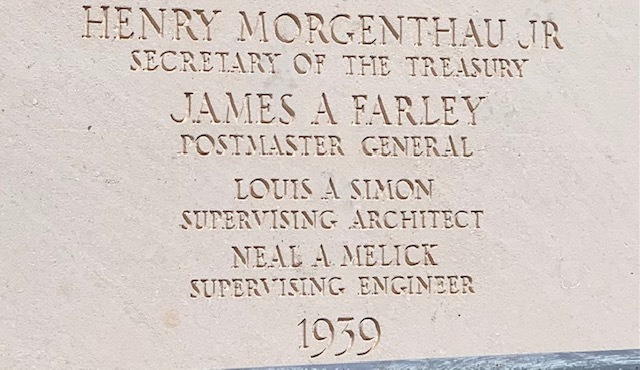 HENRY MORGENTHAU JR
SECRETARY OF THE TREASURY
JAMES A FARLEY
POSTMASTER GENERAL
LOUIS A SIMON
SUPERVISING ARCHITECT
NEAL A MELICK
SUPERVISING ENGINEER
1939